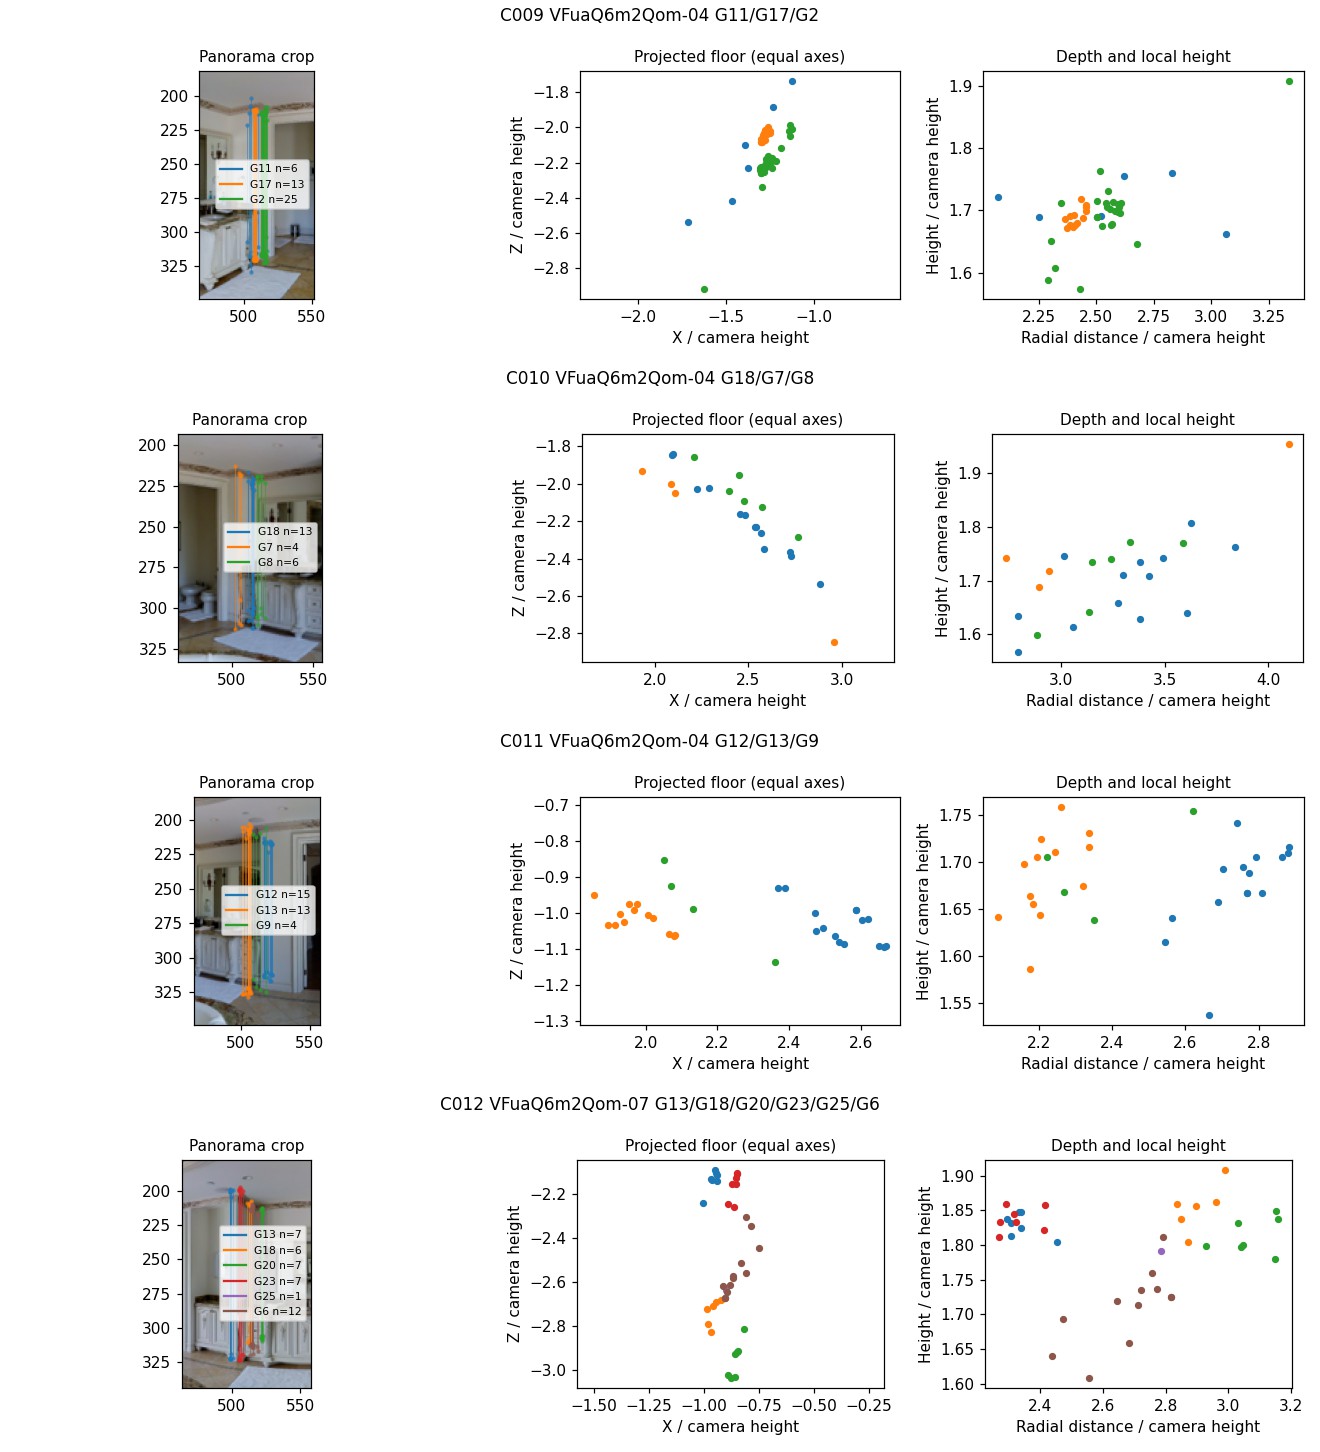 C009 VFuaQ6m2Qom-04 G11/G17/G2
Panorama crop
Projected floor (equal axes)
Depth and local height
200
225
250
275
300
325
500
550
G11 n=6
G17 n=13
G2 n=25
Z / camera height
−1.8
−2.0
−2.2
−2.4
−2.6
−2.8
−2.0
−1.5
−1.0
X / camera height
Height / camera height
1.9
1.8
1.7
1.6
2.25
2.50
2.75
3.00
3.25
Radial distance / camera height
C010 VFuaQ6m2Qom-04 G18/G7/G8
Panorama crop
Projected floor (equal axes)
Depth and local height
200
225
250
275
300
325
500
550
G18 n=13
G7 n=4
G8 n=6
Z / camera height
−1.8
−2.0
−2.2
−2.4
−2.6
−2.8
2.0
2.5
3.0
X / camera height
Height / camera height
1.9
1.8
1.7
1.6
3.0
3.5
4.0
Radial distance / camera height
C011 VFuaQ6m2Qom-04 G12/G13/G9
Panorama crop
Projected floor (equal axes)
Depth and local height
200
225
250
275
300
325
500
550
G12 n=15
G13 n=13
G9 n=4
Z / camera height
−0.7
−0.8
−0.9
−1.0
−1.1
−1.2
−1.3
2.0
2.2
2.4
2.6
X / camera height
Height / camera height
1.75
1.70
1.65
1.60
1.55
2.2
2.4
2.6
2.8
Radial distance / camera height
C012 VFuaQ6m2Qom-07 G13/G18/G20/G23/G25/G6
Panorama crop
Projected floor (equal axes)
Depth and local height
200
225
250
275
300
325
500
550
G13 n=7
G18 n=6
G20 n=7
G23 n=7
G25 n=1
G6 n=12
Z / camera height
−2.2
−2.4
−2.6
−2.8
−3.0
−1.50
−1.25
−1.00
−0.75
−0.50
−0.25
X / camera height
Height / camera height
1.90
1.85
1.80
1.75
1.70
1.65
1.60
2.4
2.6
2.8
3.0
3.2
Radial distance / camera height